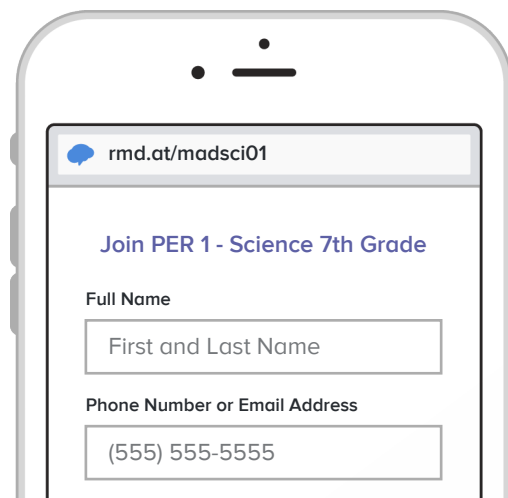 rmd.at/madsci01
Join PER 1 - Science 7th Grade
Full Name
First and Last Name
Phone Number or Email Address
(555) 555-5555